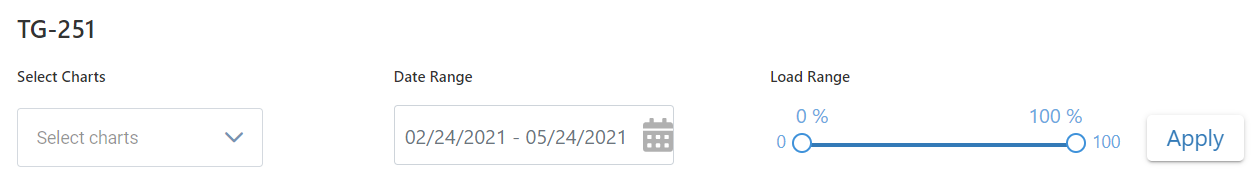 TG-251
Select Charts
Select charts
Date Range
02/24/2021 - 05/24/2021
Load Range
0 %
100 %
0
100
Apply